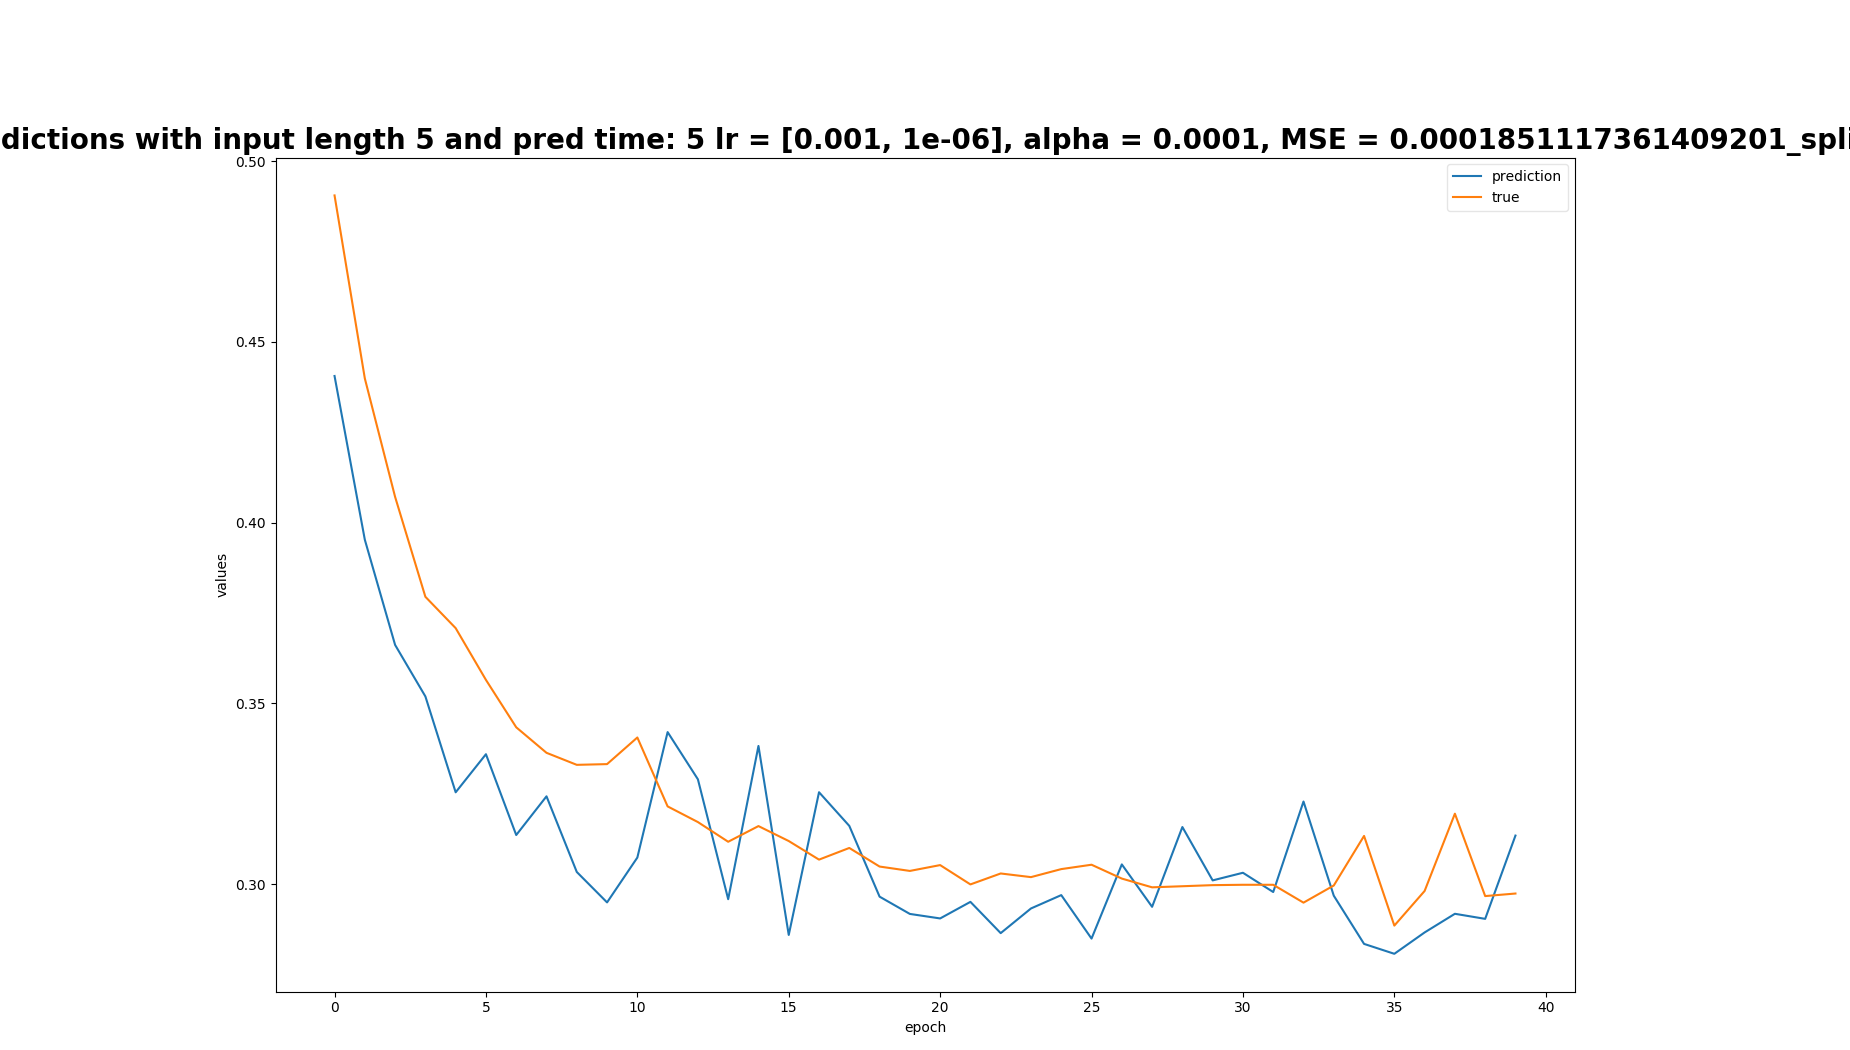 dictions with input length 5 and pred time: 5 lr = [0.001, 1e-06], alpha = 0.0001, MSE = 0.0001851117361409201_spli
prediction
true
0.50
0.45
0.40
0.35
0.30
values
0 5 10 15 20 25 30 35 40
epoch